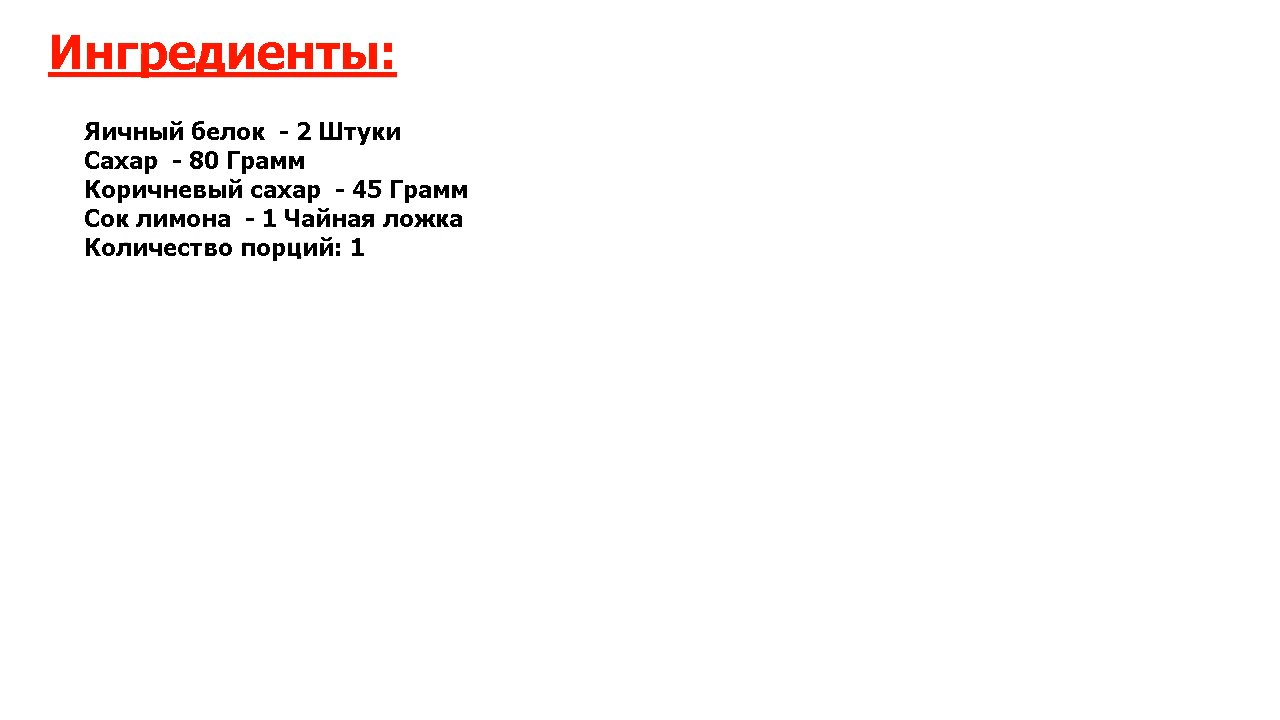 Ингредиенты:
Яичный белок  - 2 Штуки
Сахар  - 80 Грамм
Коричневый сахар  - 45 Грамм
Сок лимона  - 1 Чайная ложка
Количество порций: 1